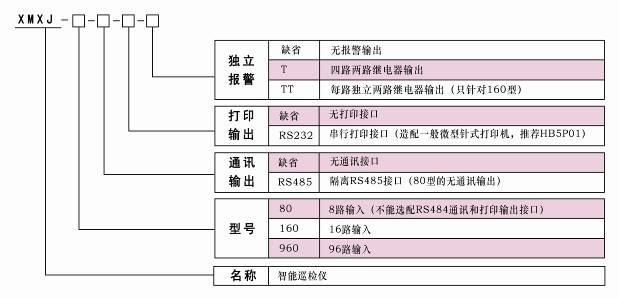 XMXJ-□-□-□-□
独立报警 缺省 无报警输出
T 四路两路继电器输出
TT 每路独立两路继电器输出（只针对160型）
打印输出 缺省 无打印接口
RS232 串行打印接口（适配一般微型针式打印机，推荐HB5P01）
通讯输出 缺省 无通讯接口
RS485 隔离RS485接口（80型的无通讯输出）
型号 80 8路输入（不能选配RS484通讯和打印输出接口）
160 16路输入
960 96路输入
名称 智能巡检仪